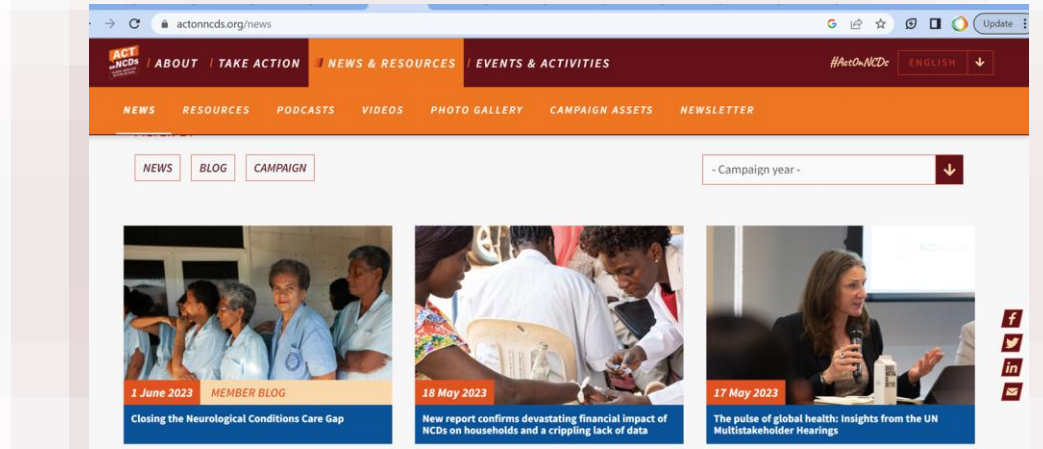 actonncds.org/news
Update
ACT
on NCDs
/ ABOUT / TAKE ACTION NEWS & RESOURCES / EVENTS & ACTIVITIES
#ActOnNCDs ENGLISH
NEWS RESOURCES PODCASTS VIDEOS PHOTO GALLERY CAMPAIGN ASSETS NEWSLETTER
NEWS BLOG CAMPAIGN
- Campaign year -
1 June 2023 MEMBER BLOG
Closing the Neurological Conditions Care Gap
18 May 2023
New report confirms devastating financial impact of
NCDs on households and a crippling lack of data
17 May 2023
The pulse of global health: Insights from the UN
Multistakeholder Hearings